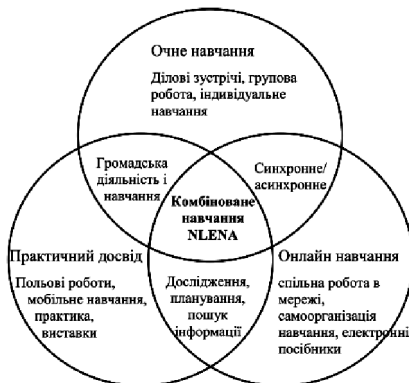 Очне навчання
Ділові зустрічі, групова
робота, індивідуальне
навчання
Громадська
діяльність і
навчання
Синхронне/
асинхронне
Комбіноване
навчання
NLENA
Практичний досвід
Польові роботи,
мобільне навчання,
практика,
виставки
Дослідження,
планування,
пошук
інформації
Онлайн навчання
спільна робота в
мережі,
самоорганізація
навчання, електронні
посібники